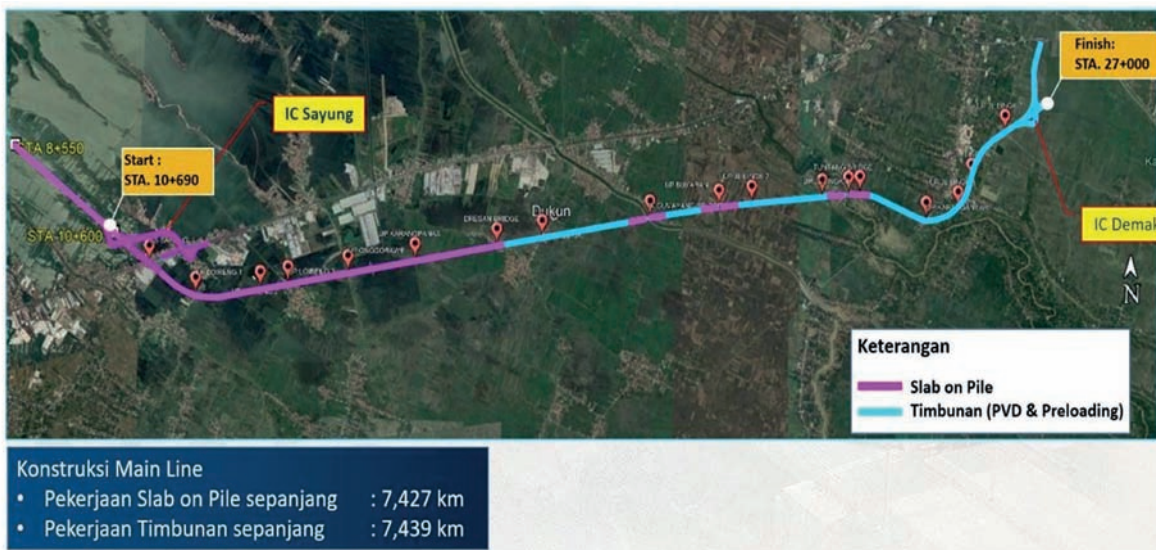 Finish:
STA. 27+000
IC Sayung
STA 8+550
Start :
STA. 10+690
STA-10+600
DRESAN BRIDGE
Dukun
IC Demak
N
Keterangan
Slab on Pile
Timbunan (PVD & Preloading)
Konstruksi Main Line
• Pekerjaan Slab on Pile sepanjang : 7,427 km
• Pekerjaan Timbunan sepanjang : 7,439 km